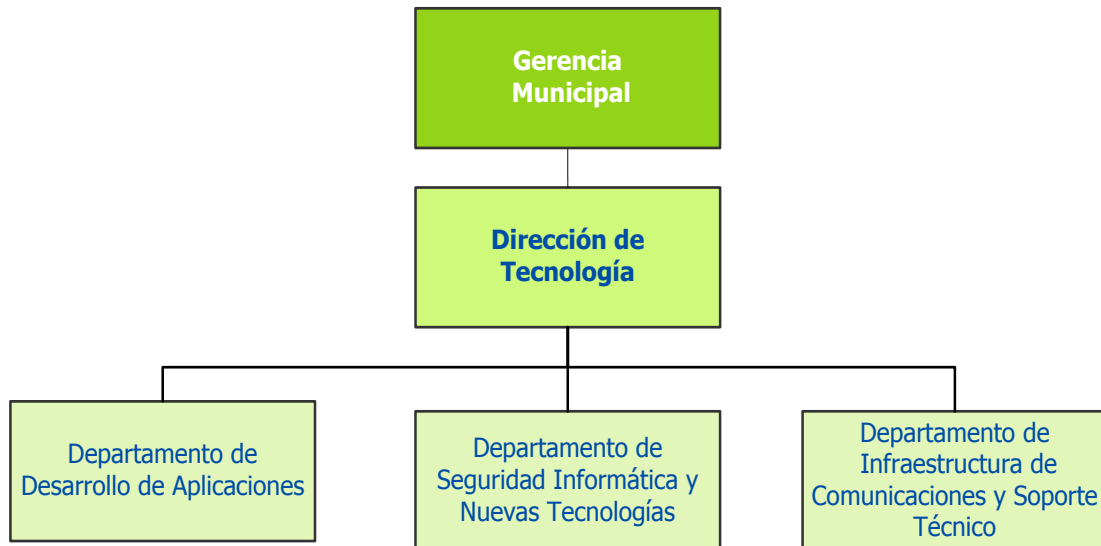 Gerencia
Municipal
Dirección de
Tecnología
Departamento de
Desarrollo de Aplicaciones
Departamento de
Seguridad Informática y
Nuevas Tecnologías
Departamento de
Infraestructura de
Comunicaciones y Soporte
Técnico